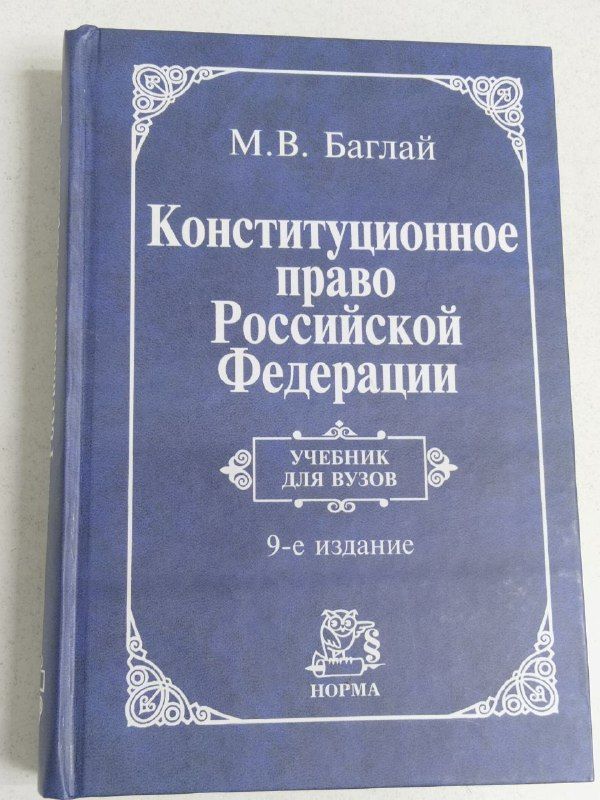 М.В. Баглай
Конституционное
право
Российской
Федерации
УЧЕБНИК
ДЛЯ ВУЗОВ
9-е издание
§
НОРМА